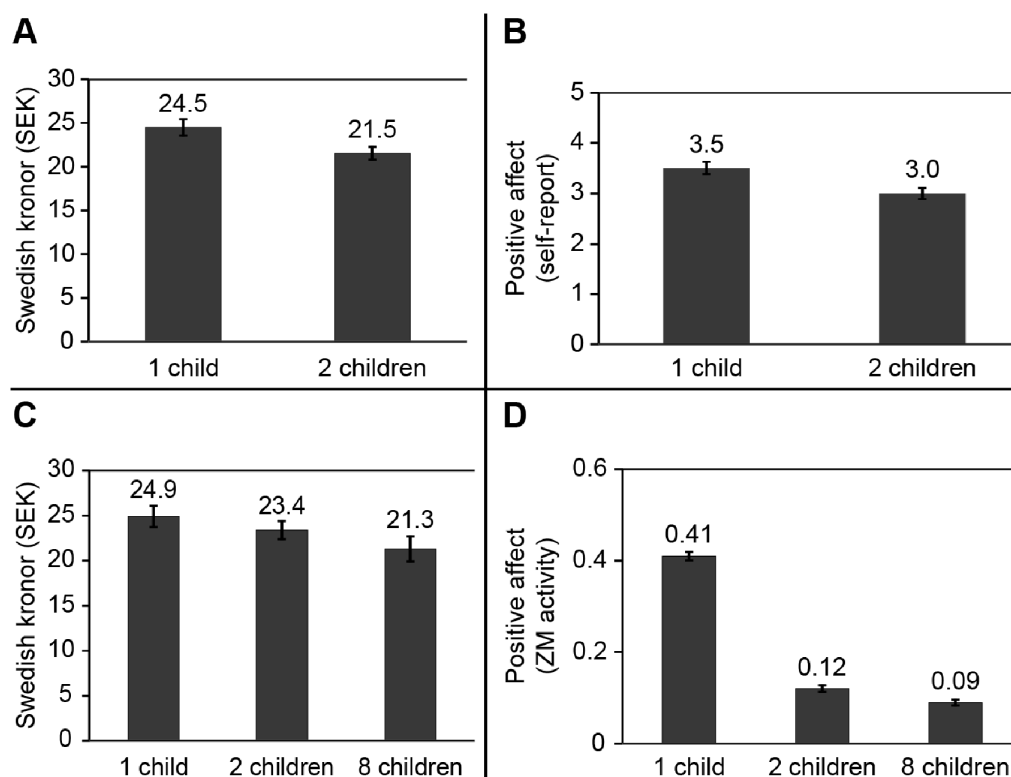 A
Swedish kronor (SEK)
30
25
20
15
10
5
0
24.5
21.5
1 child
2 children
B
Positive affect
(self-report)
5
4
3
2
1
0
3.5
3.0
1 child
2 children
C
Swedish kronor (SEK)
30
25
20
15
10
5
0
24.9
23.4
21.3
1 child
2 children
8 children
D
Positive affect
(ZM activity)
0.6
0.4
0.2
0
0.41
0.12
0.09
1 child
2 children
8 children